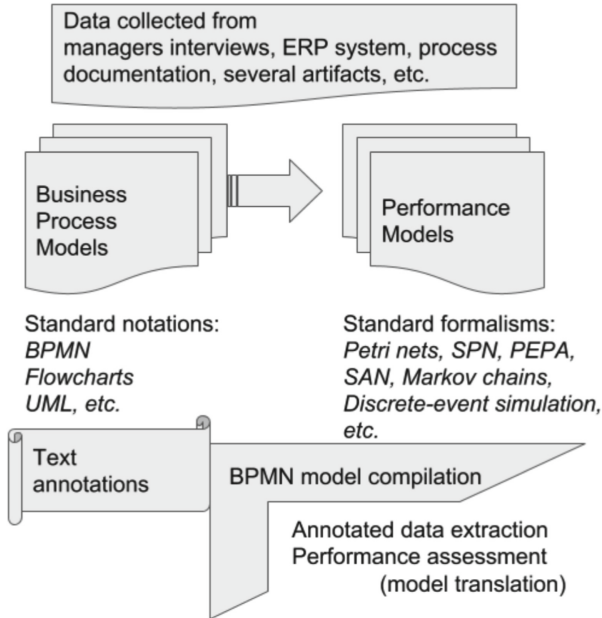 Data collected from
managers interviews, ERP system, process
documentation, several artifacts, etc.
Business
Process
Models
Performance
Models
Standard notations:
BPMN
Flowcharts
UML, etc.
Standard formalisms:
Petri nets, SPN, PEPA,
SAN, Markov chains,
Discrete-event simulation,
etc.
Text
annotations
BPMN model compilation
Annotated data extraction
Performance assessment
(model translation)